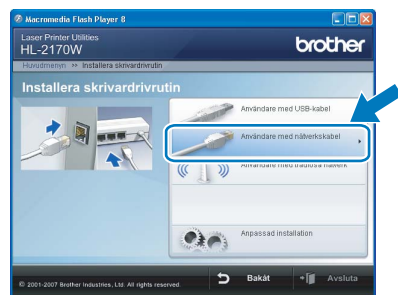 Macromedia Flash Player 8
Laser Printer Utilities
HL-2170W
brother
Huvudmenyn >> Installera skrivardrivrutin
Installera skrivardrivrutin
Användare med USB-kabel
Användare med nätverkskabel
Användare med trådlösa nätverk
Anpassad installation
© 2001-2007 Brother Industries, Ltd. All rights reserved.
Bakåt
Avsluta